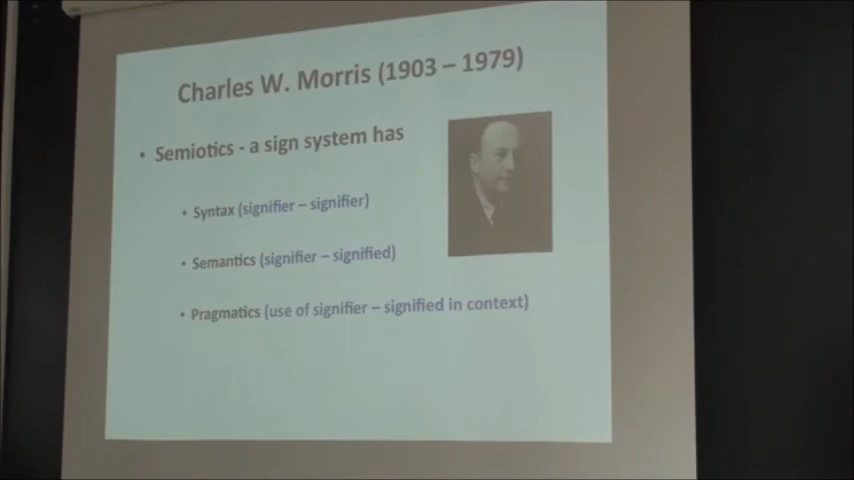 Charles W. Morris (1903 – 1979)
• Semiotics - a sign system has
• Syntax (signifier – signifier)
• Semantics (signifier – signified)
• Pragmatics (use of signifier – signified in context)